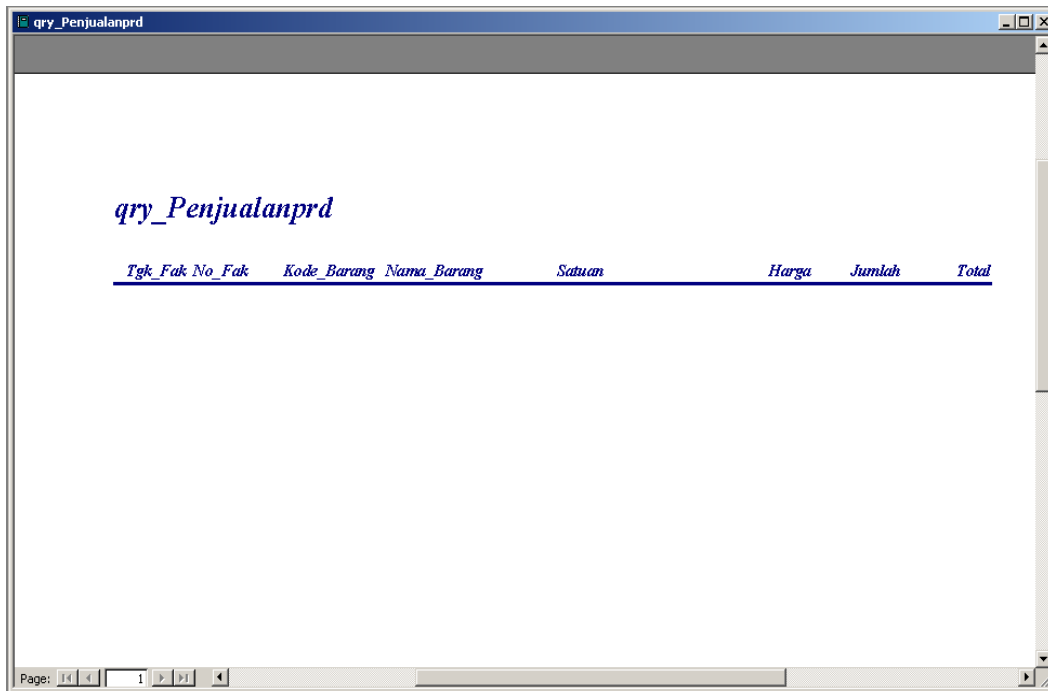 qry_Penjualanprd
qry_Penjualanprd
Tgk_Fak No_Fak Kode_Barang Nama_Barang Satuan Harga Jumlah Total
Page: 1